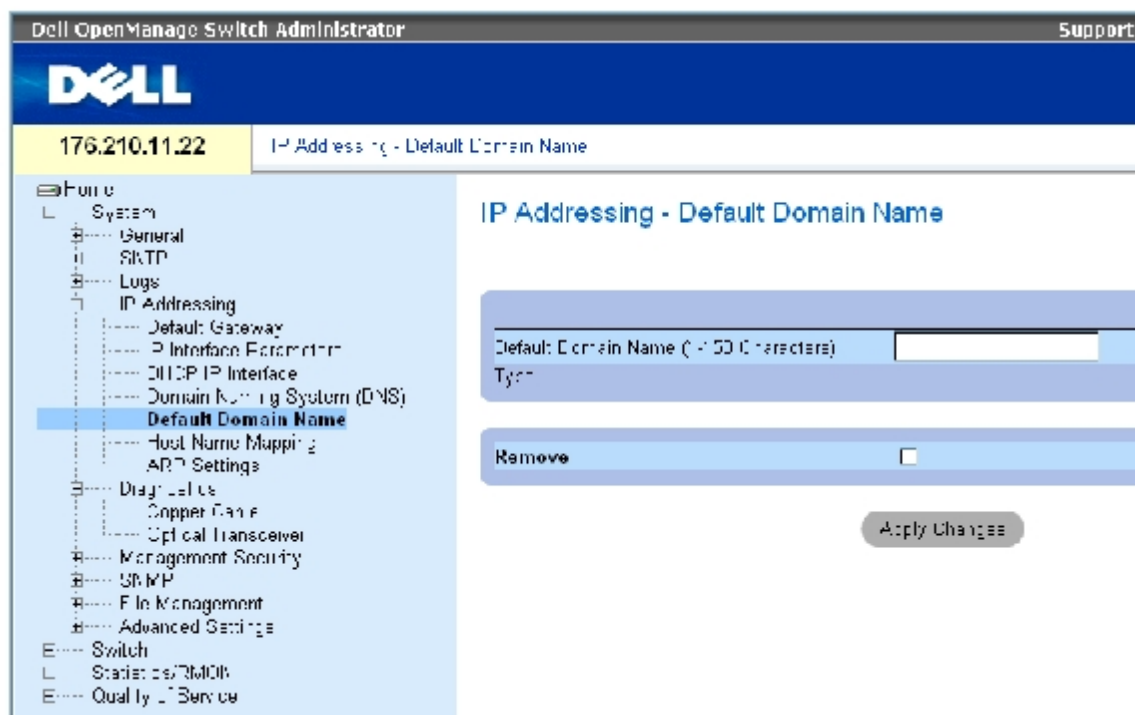 Dell OpenManage Switch Administrator
Support
DELL
176.210.11.22
IP Addressing - Default Domain Name
Home
System
General
SNTP
Logs
IP Addressing
Default Gateway
IP Interface Parameters
DHCP IP Interface
Domain Naming System (DNS)
Default Domain Name
Host Name Mapping
ARP Settings
Diagnostics
Copper Cable
Optical Transceiver
Management Security
SNMP
File Management
Advanced Settings
Switch
Statistics/RMON
Quality of Service
IP Addressing - Default Domain Name
Default Domain Name Characters)
Type
Remove
Apply Changes